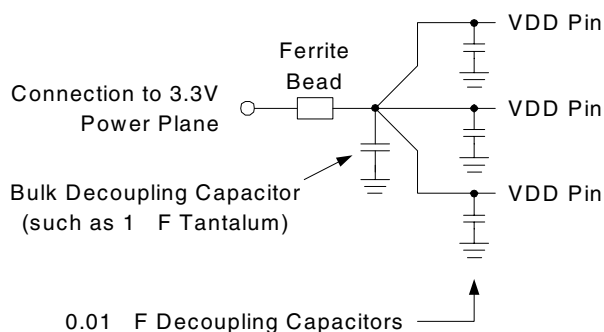 VDD Pin
Ferrite
Bead
Connection to 3.3V
Power Plane
VDD Pin
Bulk Decoupling Capacitor
(such as 1 F Tantalum)
VDD Pin
0.01 F Decoupling Capacitors